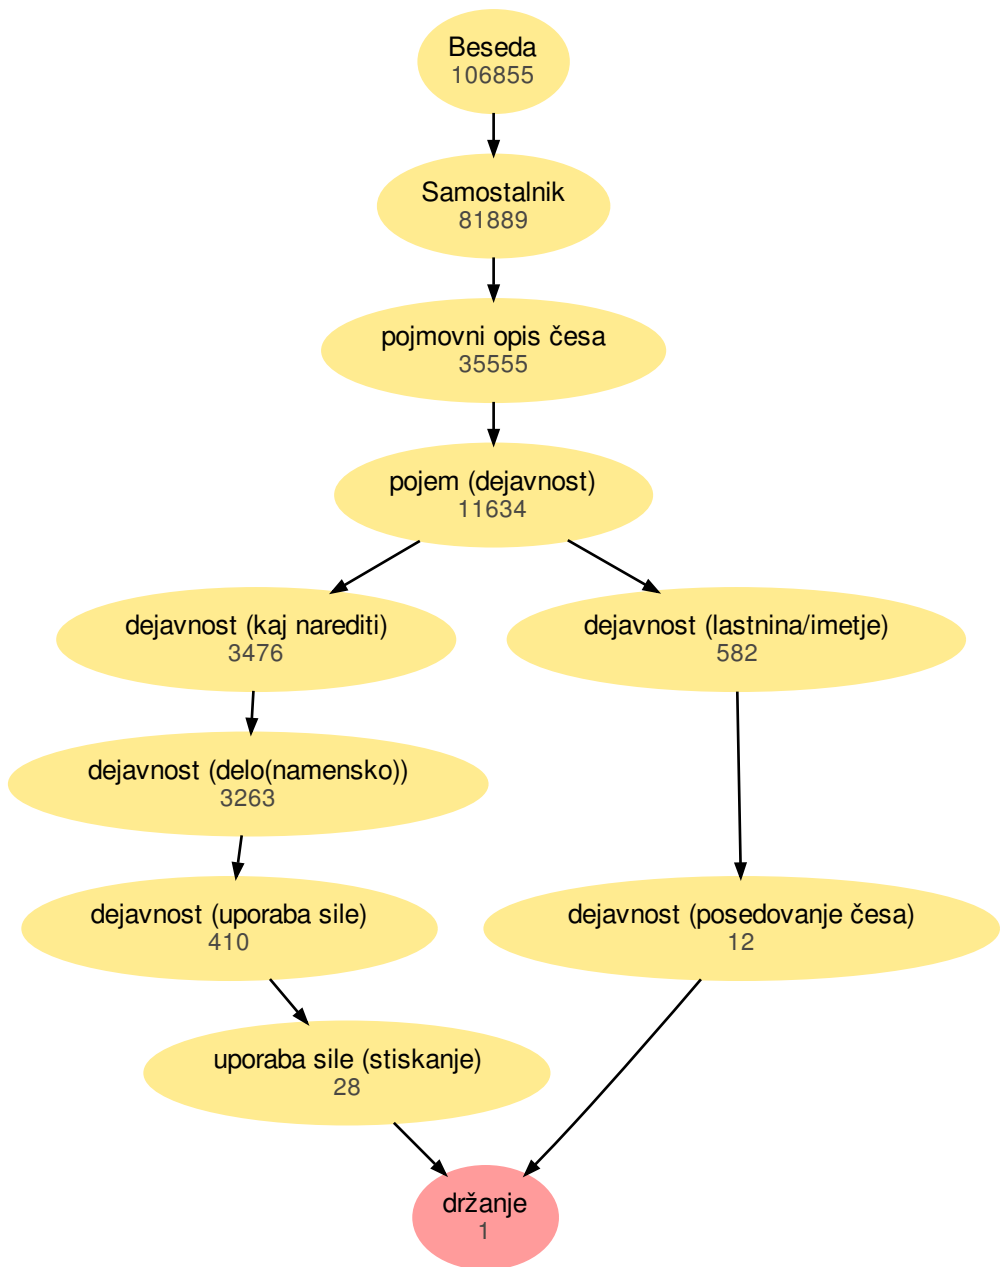 Beseda
106855
Samostalnik
81889
pojmovni opis česa
35555
pojem (dejavnost)
11634
dejavnost (kaj narediti)
3476
dejavnost (lastnina/imetje)
582
dejavnost (delo(namensko))
3263
dejavnost (uporaba sile)
410
dejavnost (posedovanje česa)
12
uporaba sile (stiskanje)
28
držanje
1